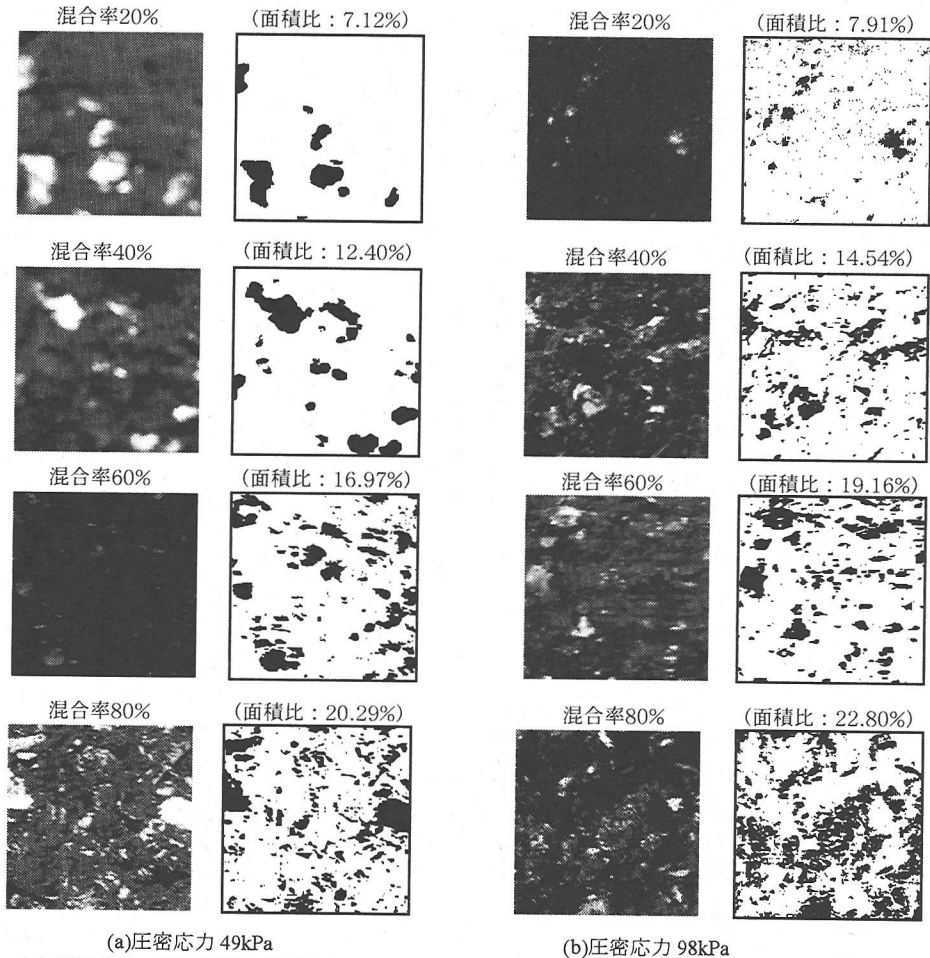 混合率20%
(面積比：7.12%)
混合率20%
(面積比：7.91%)
混合率40%
(面積比：12.40%)
混合率40%
(面積比：14.54%)
混合率60%
(面積比：16.97%)
混合率60%
(面積比：19.16%)
混合率80%
(面積比：20.29%)
混合率80%
(面積比：22.80%)
(a)圧密応力 49kPa
(b)圧密応力 98kPa